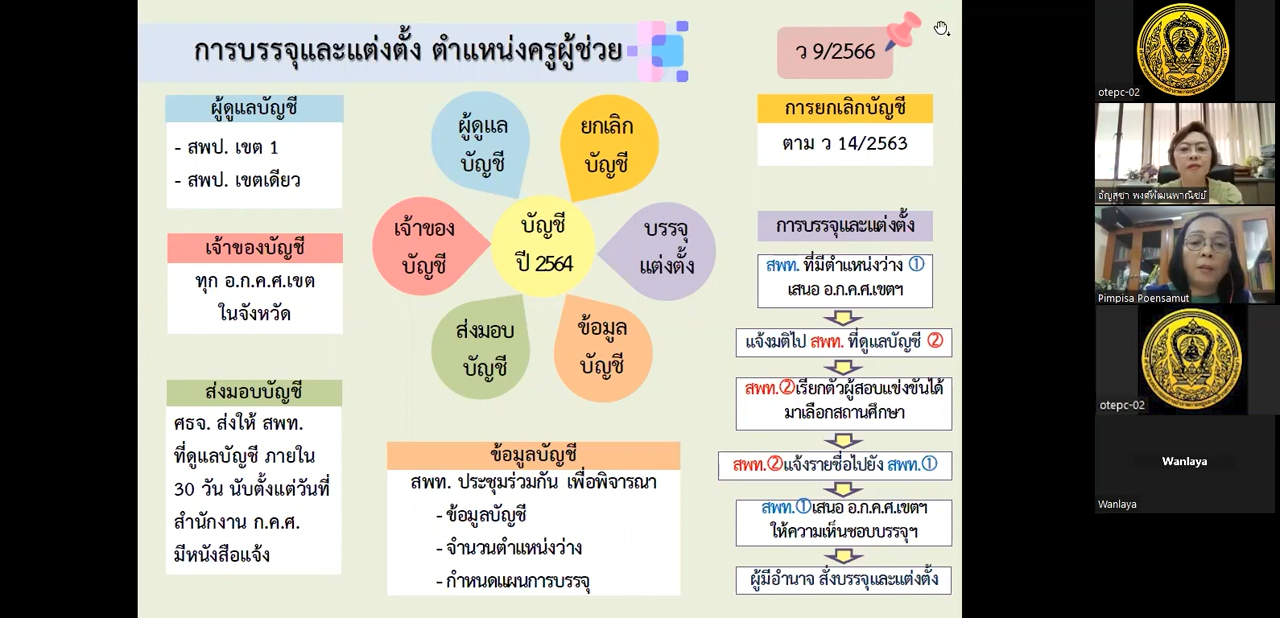 การบรรจุและแต่งตั้ง ตำแหน่งครูผู้ช่วย
ว 9/2566
ผู้ดูแลบัญชี
- สพป. เขต 1
- สพป. เขตเดียว
เจ้าของบัญชี
ทุก อ.ก.ค.ศ.เขต
ในจังหวัด
ส่งมอบบัญชี
ศธจ. ส่งให้ สพท.
ที่ดูแลบัญชี ภายใน
30 วัน นับตั้งแต่วันที่
สำนักงาน ก.ค.ศ.
มีหนังสือแจ้ง
ผู้ดูแล
บัญชี
ยกเลิก
บัญชี
เจ้าของ
บัญชี
บัญชี
ปี 2564
บรรจุ
แต่งตั้ง
ส่งมอบ
บัญชี
ข้อมูล
บัญชี
ข้อมูลบัญชี
สพท. ประชุมร่วมกัน เพื่อพิจารณา
- ข้อมูลบัญชี
- จำนวนตำแหน่งว่าง
- กำหนดแผนการบรรจุ
การยกเลิกบัญชี
ตาม ว 14/2563
การบรรจุและแต่งตั้ง
สพท. ที่มีตำแหน่งว่าง ①
เสนอ อ.ก.ค.ศ.เขตฯ
แจ้งมติไป สพท. ที่ดูแลบัญชี ②
สพท.②เรียกตัวผู้สอบแข่งขันได้
มาเลือกสถานศึกษา
สพท.②แจ้งรายชื่อไปยัง สพท.①
สพท.①เสนอ อ.ก.ค.ศ.เขตฯ
ให้ความเห็นชอบบรรจุฯ
ผู้มีอำนาจ สั่งบรรจุและแต่งตั้ง
otepc-02
อัญสุชา พงศ์พัฒนพาณิชย์
Pimpisa Poensamut
otepc-02
Wanlaya
Wanlaya